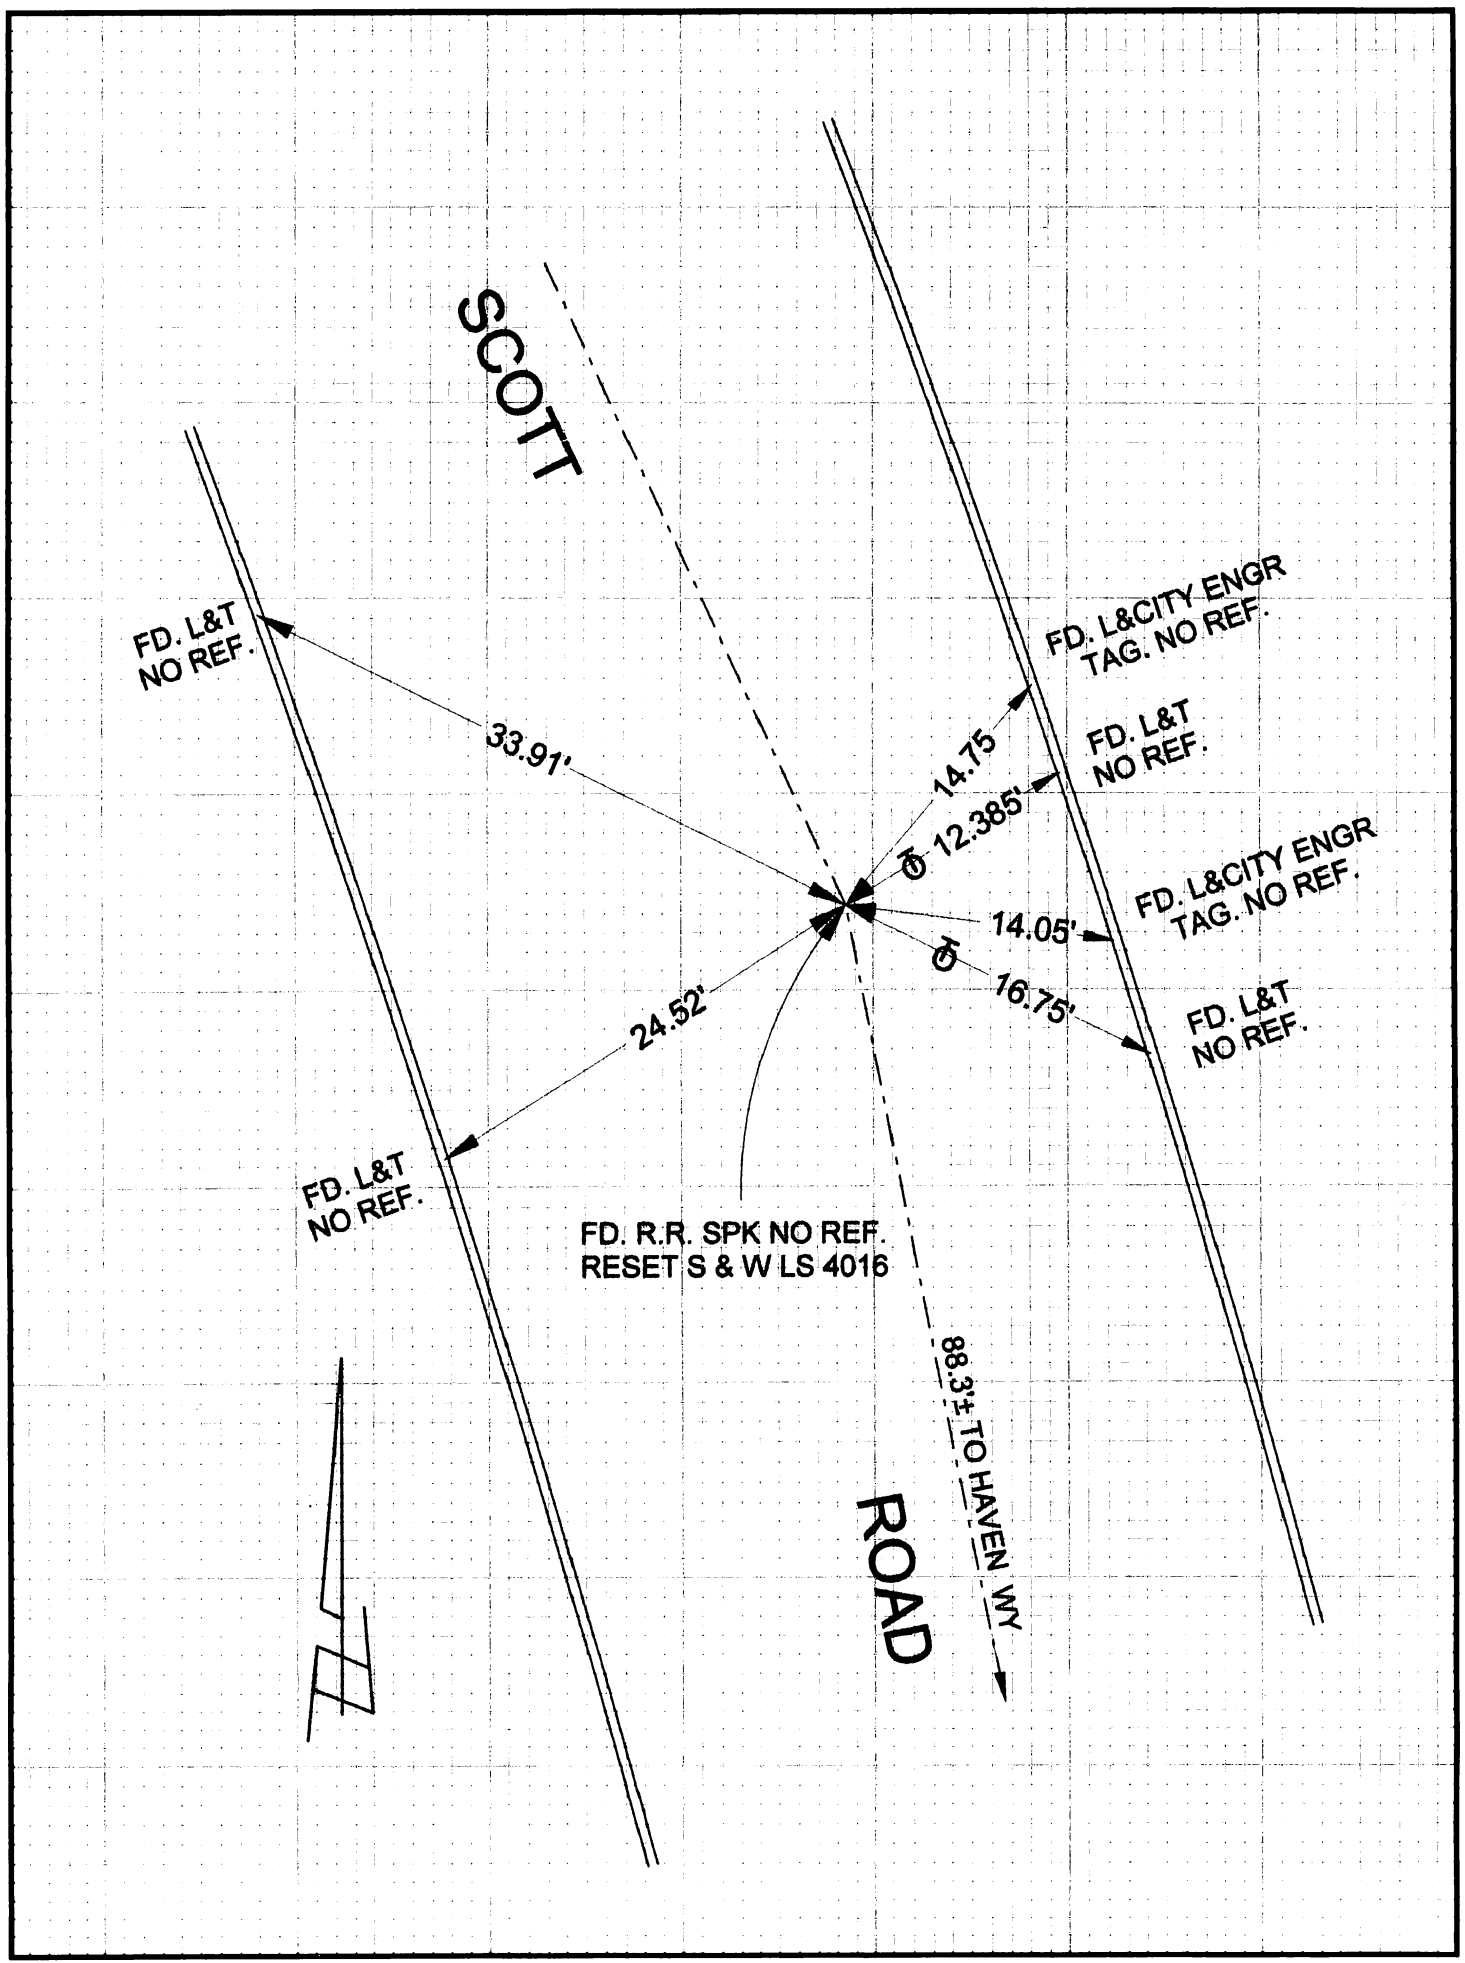 SCOTT
FD. L&CITY ENGR
TAG. NO REF.
FD. L&T
NO REF.
FD. L&T
NO REF.
33.91'
14.75
12.385'
FD. L&CITY ENGR
TAG. NO REF.
14.05'
16.75'
FD. L&T
NO REF.
24.52'
FD. L&T
NO REF.
FD. R.R. SPK NO REF.
RESET S & W LS 4016
88.3'± TO HAVEN WY
ROAD